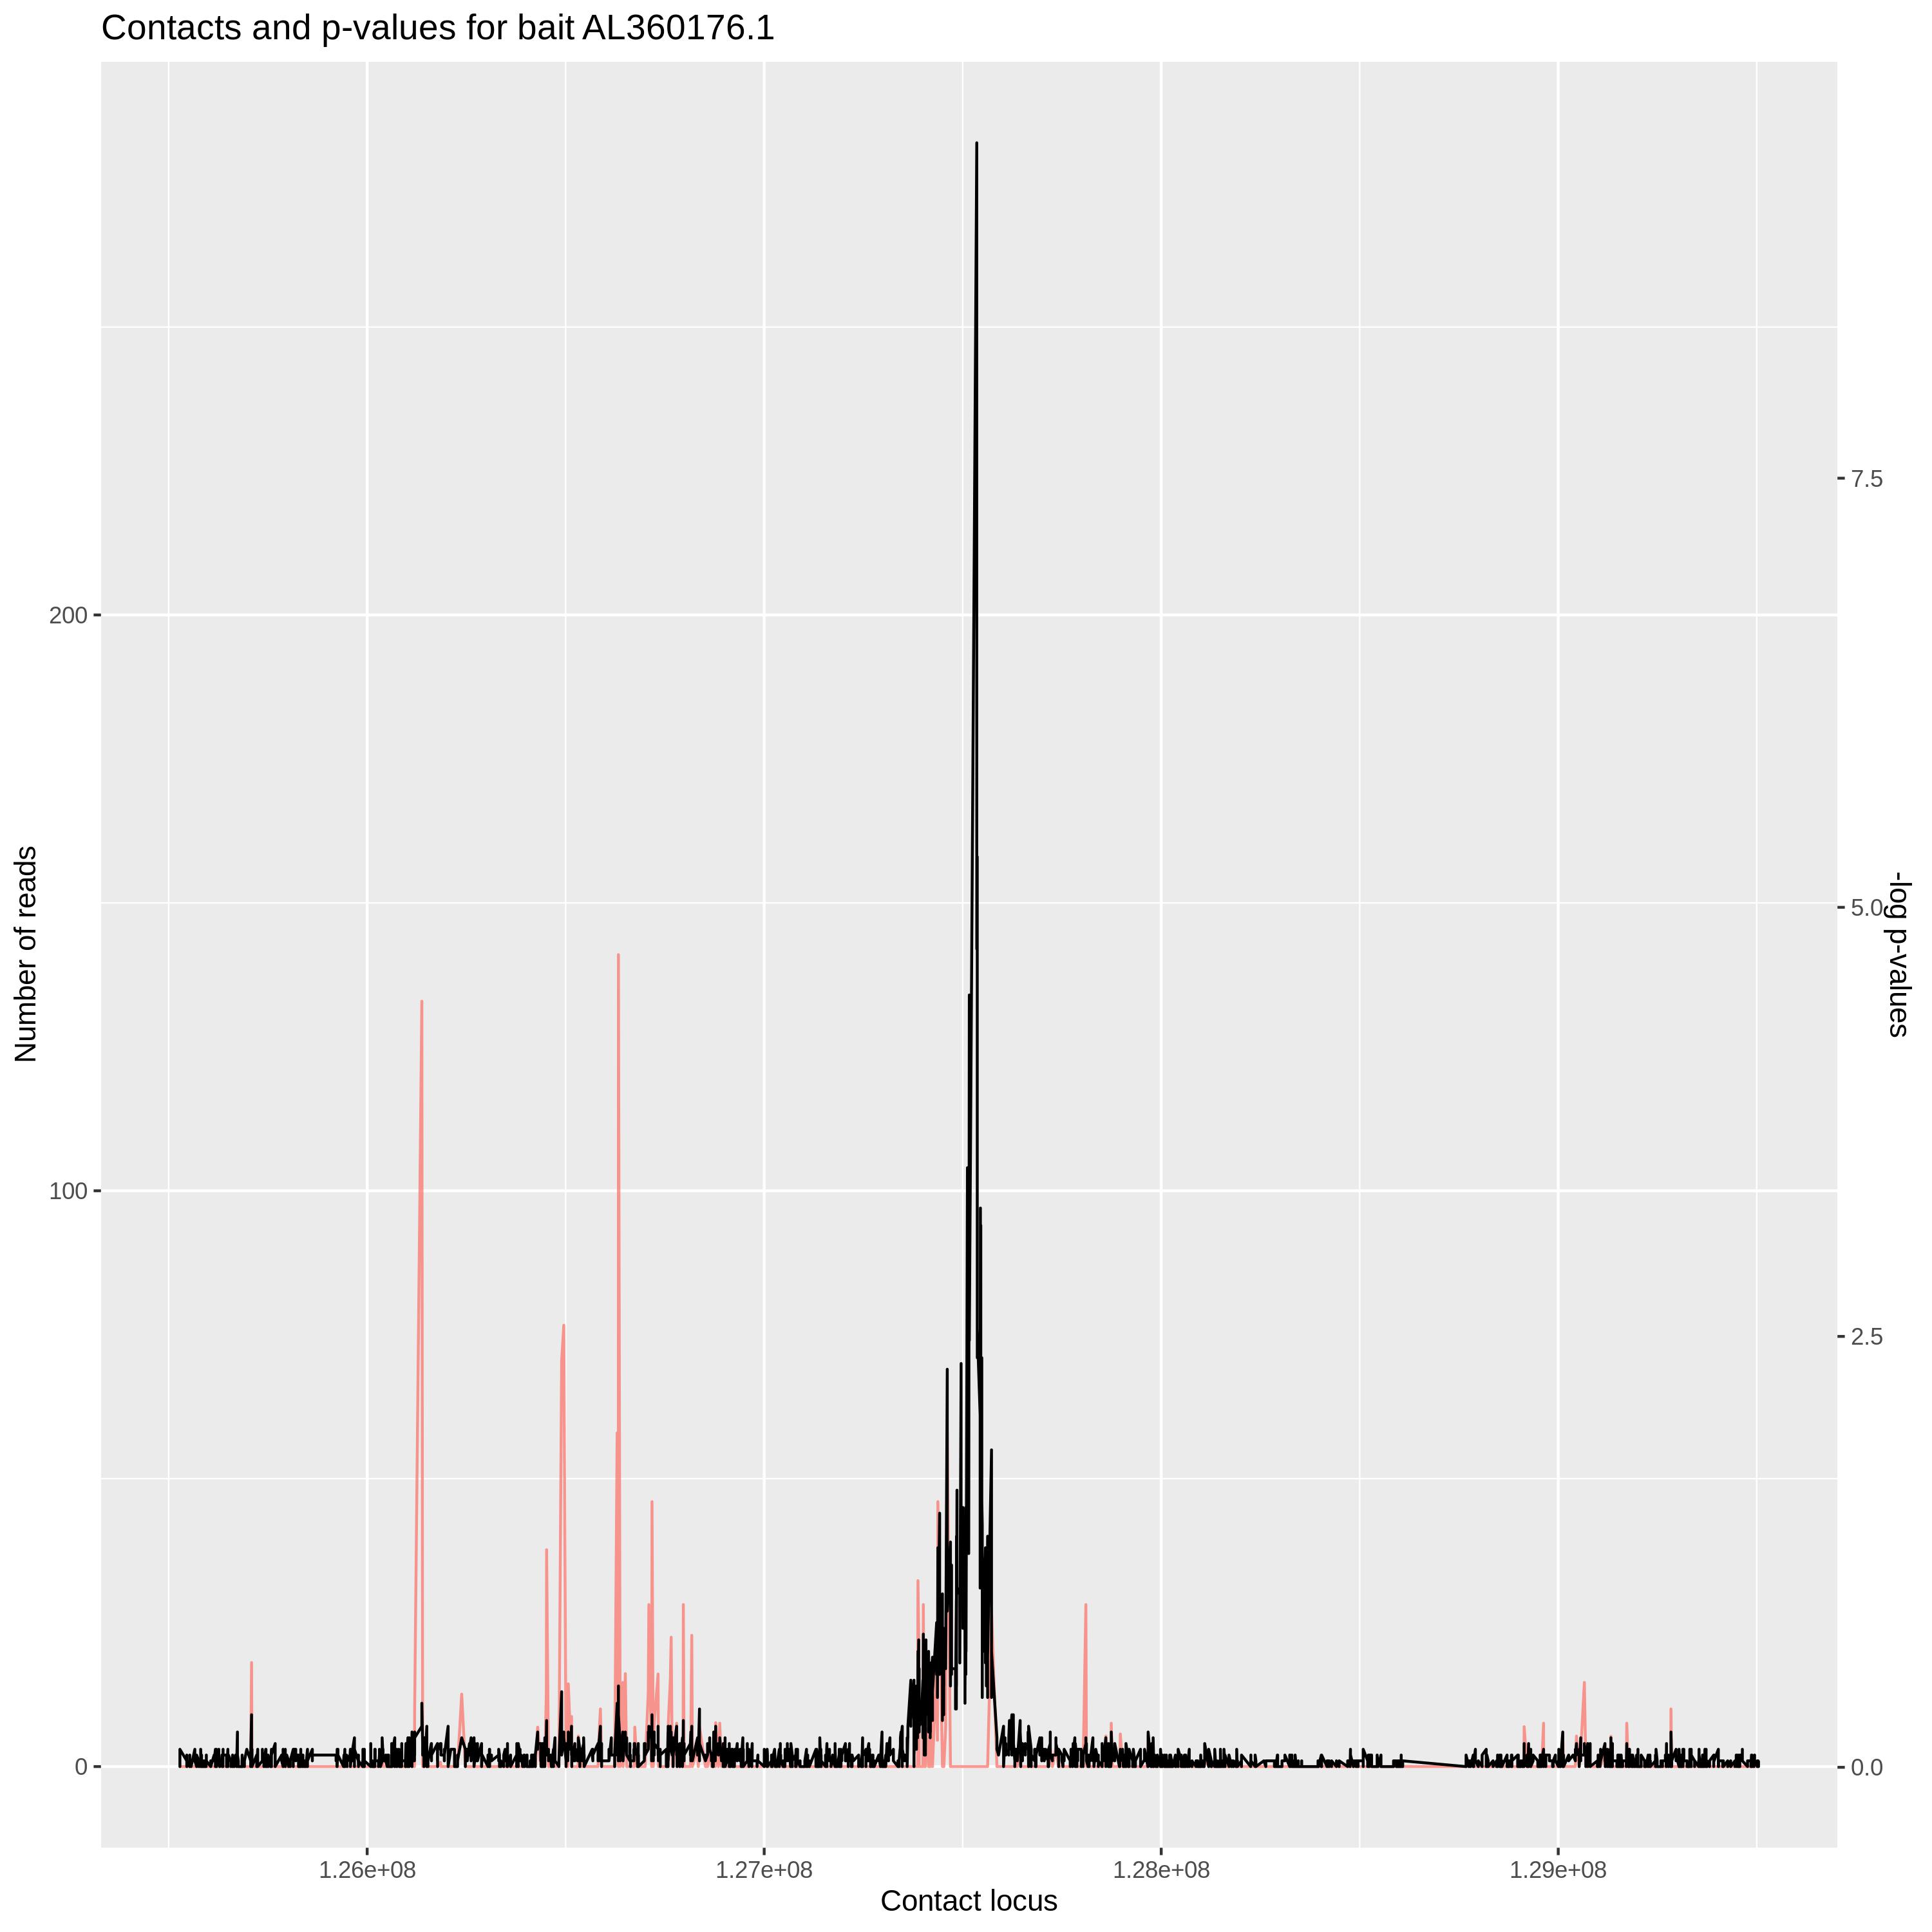 Contacts and p-values for bait AL360176.1
Number of reads
200
100
0
7.5
5.0
2.5
0.0
-log p-values
1.26e+08
1.27e+08
1.28e+08
1.29e+08
Contact locus